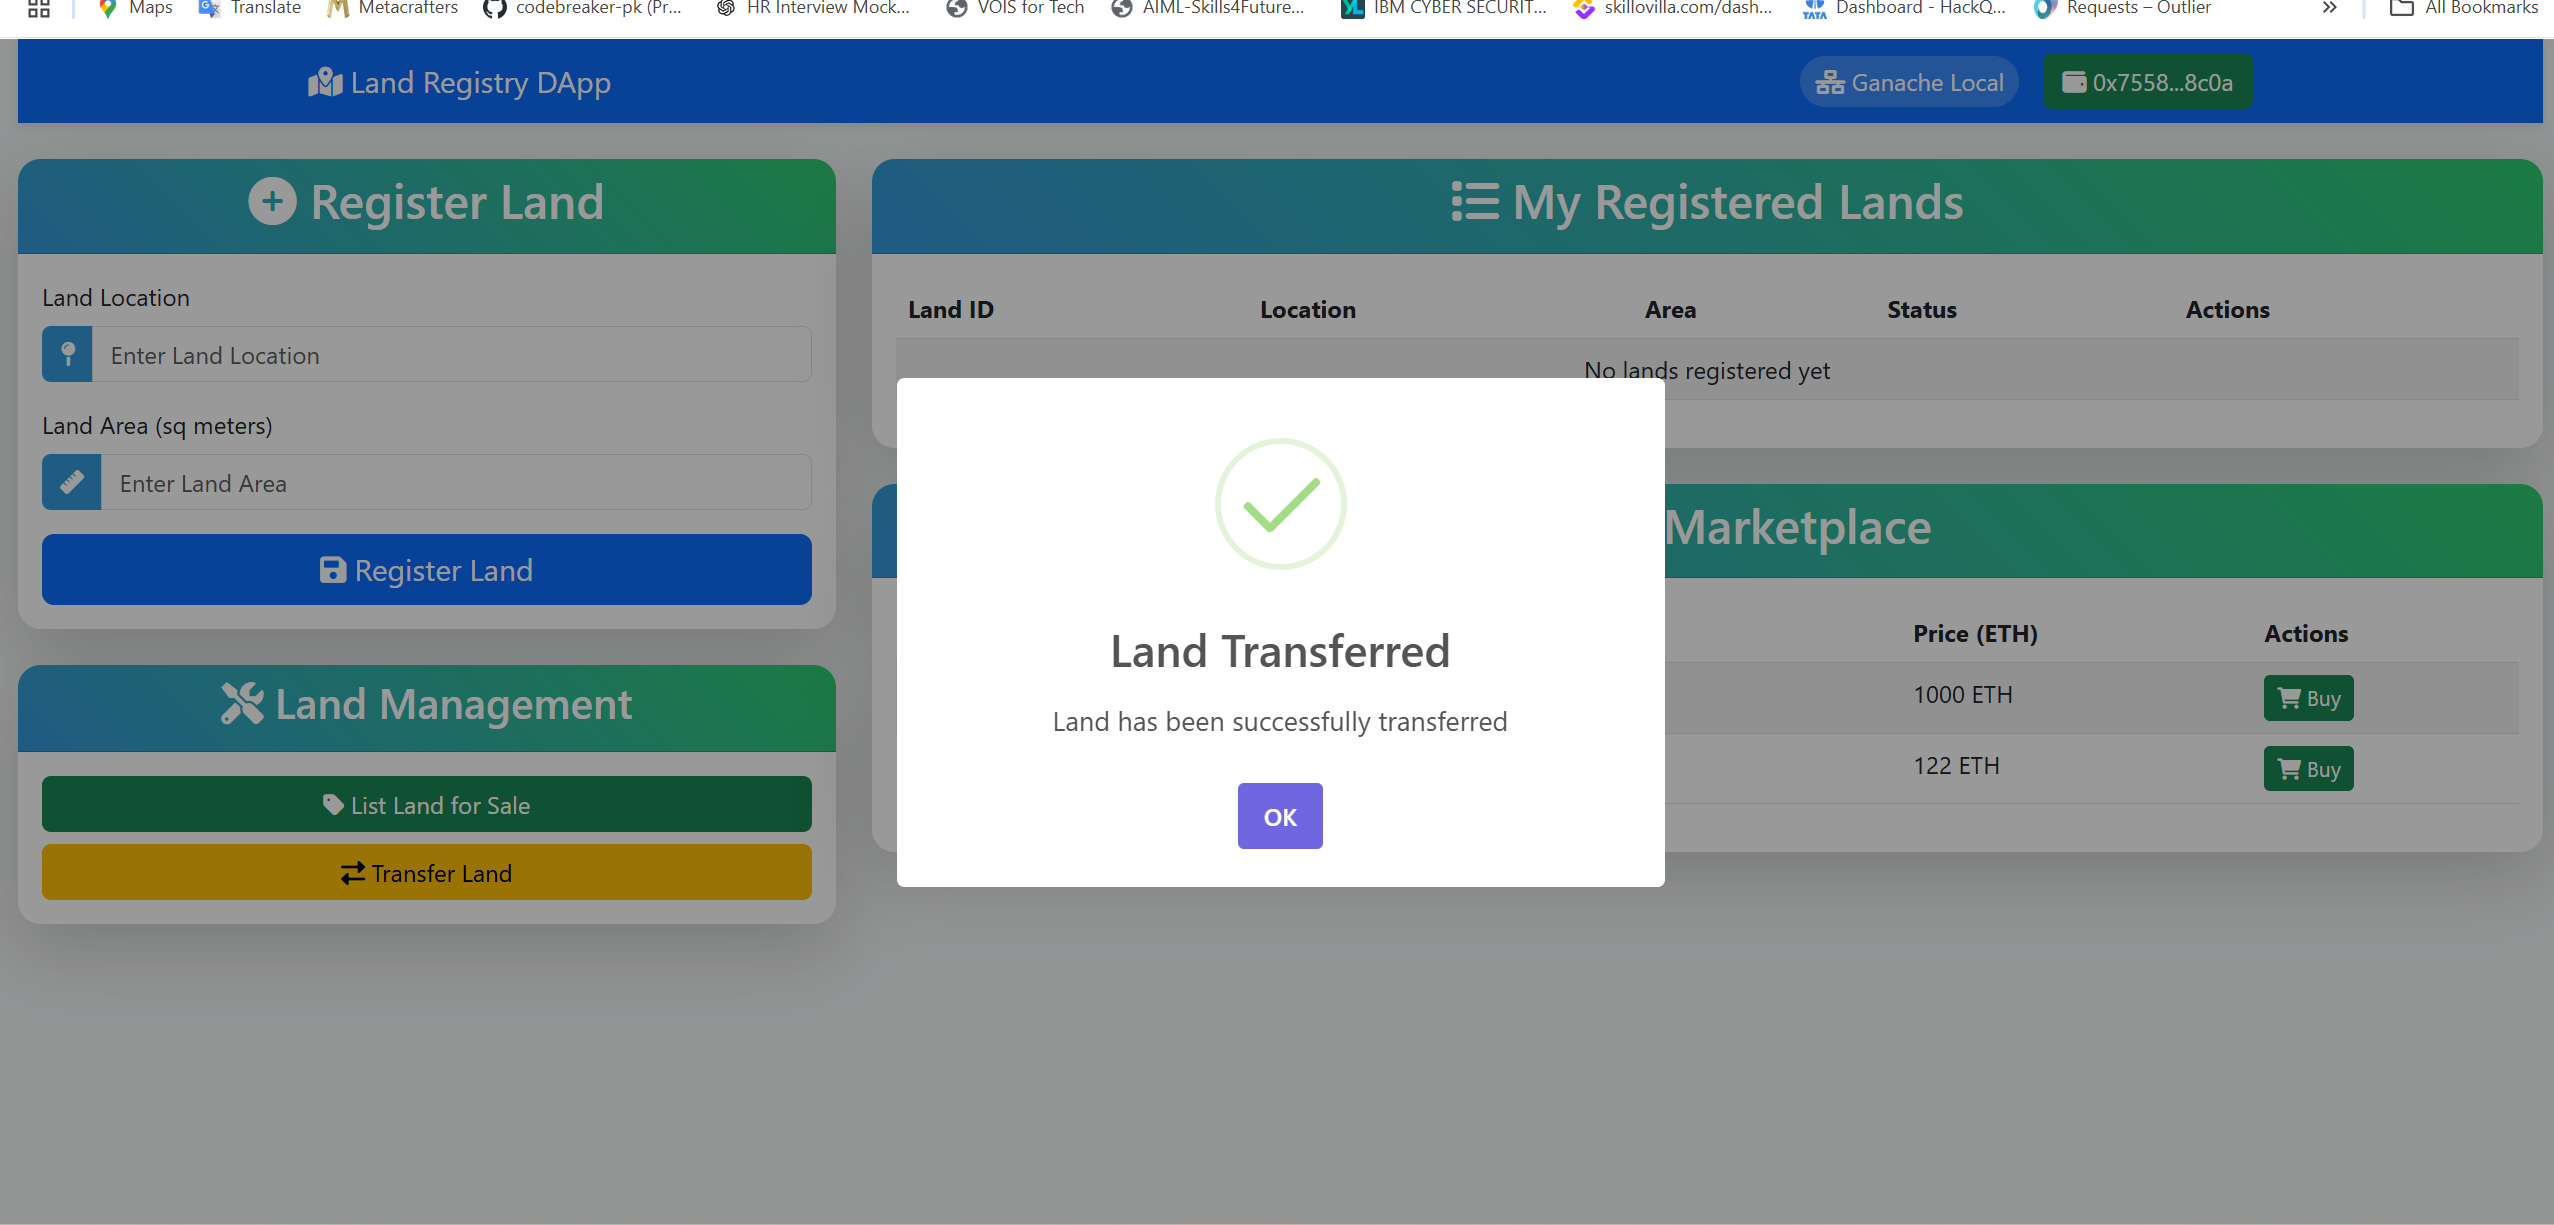 Maps Translate Metacrafters codebreaker-pk (Pr... HR Interview Mock... VOIS for Tech AIML-Skills4Future... IBM CYBER SECURIT... skillovilla.com/dash... Dashboard - HackQ... Requests – Outlier » All Bookmarks
Land Registry DApp
Ganache Local
0x7558...8c0a
Register Land
Land Location
Enter Land Location
Land Area (sq meters)
Enter Land Area
Register Land
Land Management
List Land for Sale
Transfer Land
My Registered Lands
Land ID Location Area Status Actions
No lands registered yet
Marketplace
Price (ETH) Actions
1000 ETH Buy
122 ETH Buy
Land Transferred
Land has been successfully transferred
OK